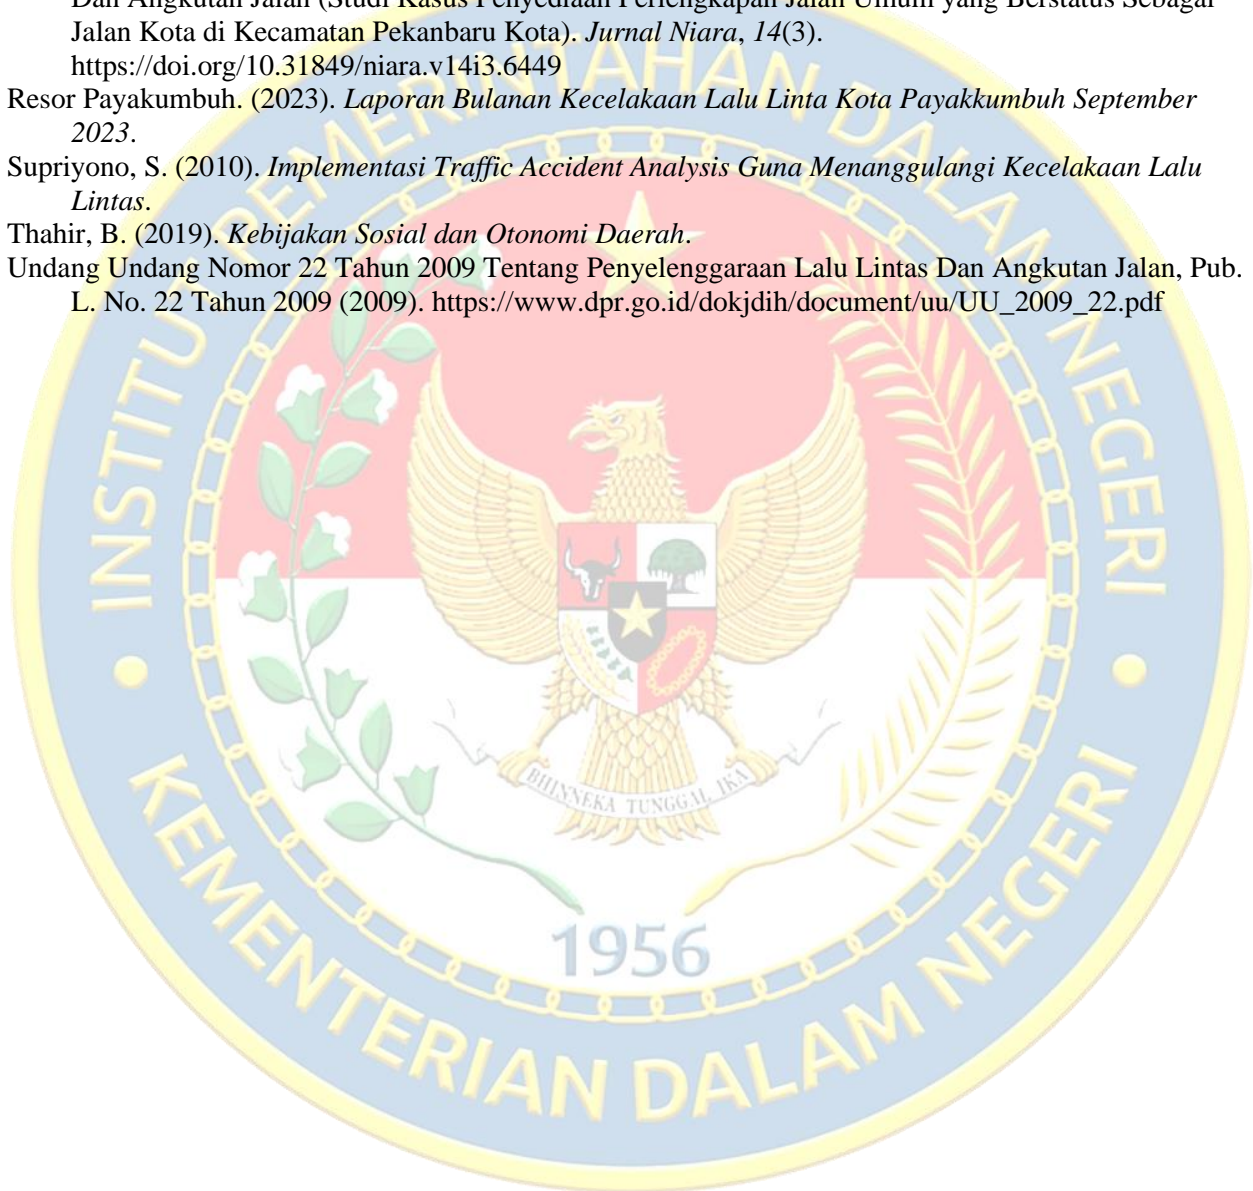 Dan Angkutan Jalan (Studi Kasus Penyediaan Perlengkapan Jalan Umum yang Berstatus Sebagai
Jalan Kota di Kecamatan Pekanbaru Kota). Jurnal Niara, 14(3).
https://doi.org/10.31849/niara.v14i3.6449
Resor Payakumbuh. (2023). Laporan Bulanan Kecelakaan Lalu Linta Kota Payakkumbuh September
2023.
Supriyono, S. (2010). Implementasi Traffic Accident Analysis Guna Menanggulangi Kecelakaan Lalu
Lintas.
Thahir, B. (2019). Kebijakan Sosial dan Otonomi Daerah.
Undang Undang Nomor 22 Tahun 2009 Tentang Penyelenggaraan Lalu Lintas Dan Angkutan Jalan, Pub.
L. No. 22 Tahun 2009 (2009). https://www.dpr.go.id/dokjdih/document/uu/UU_2009_22.pdf
INSTITUT PEMERINTAHAN DALAM NEGERI
BHINNEKA TUNGGAL IKA
1956
KEMENTERIAN DALAM NEGERI